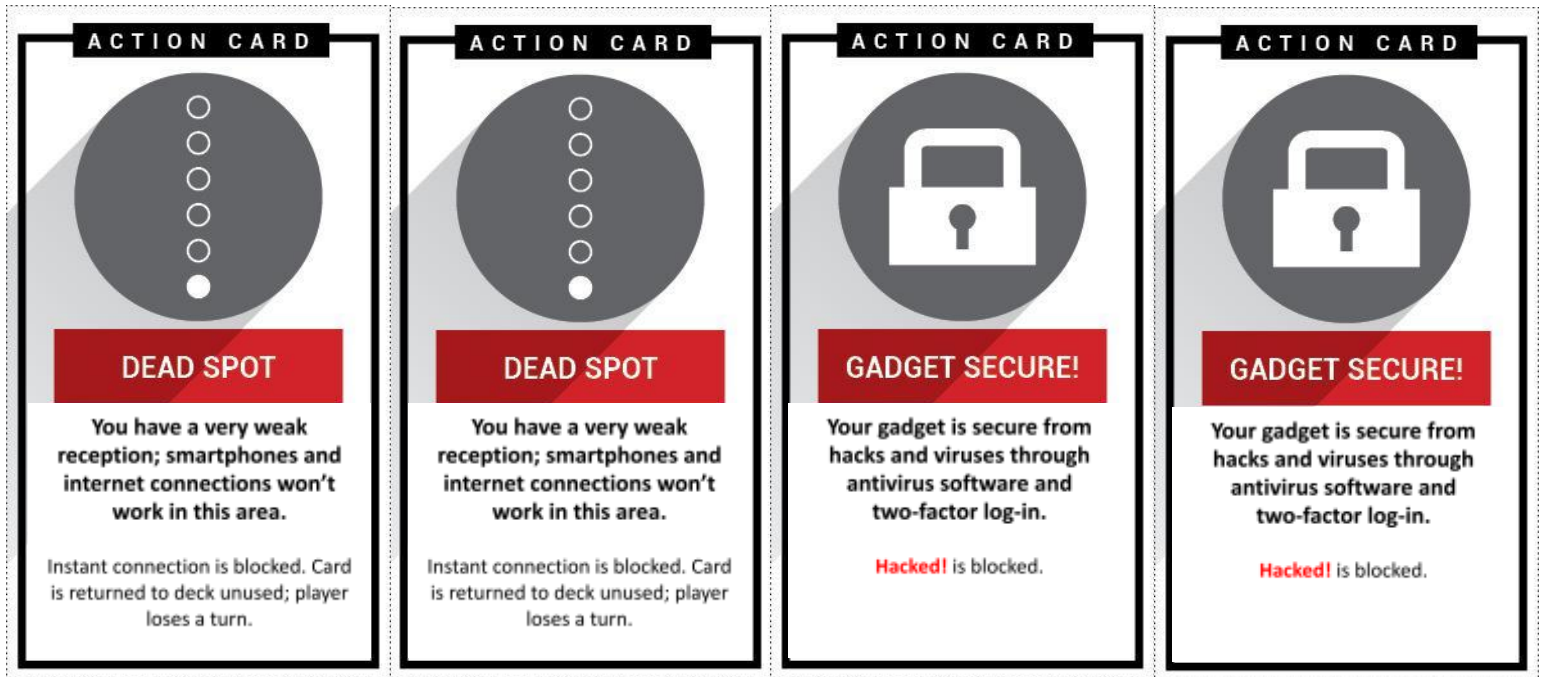 ACTION CARD
DEAD SPOT
You have a very weak
reception; smartphones and
internet connections won't
work in this area.
Instant connection is blocked. Card
is returned to deck unused; player
loses a turn.
ACTION CARD
DEAD SPOT
You have a very weak
reception; smartphones and
internet connections won't
work in this area.
Instant connection is blocked. Card
is returned to deck unused; player
loses a turn.
ACTION CARD
GADGET SECURE!
Your gadget is secure from
hacks and viruses through
antivirus software and
two-factor log-in.
Hacked! is blocked.
ACTION CARD
GADGET SECURE!
Your gadget is secure from
hacks and viruses through
antivirus software and
two-factor log-in.
Hacked! is blocked.